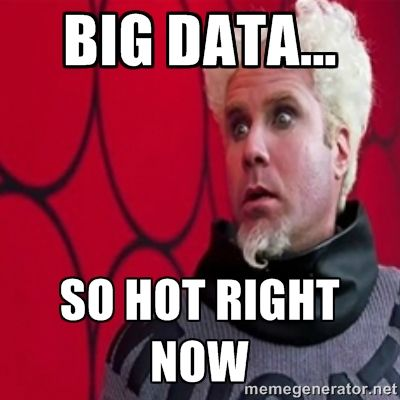 BIG DATA...
SO HOT RIGHT
NOW
memegenerator.net